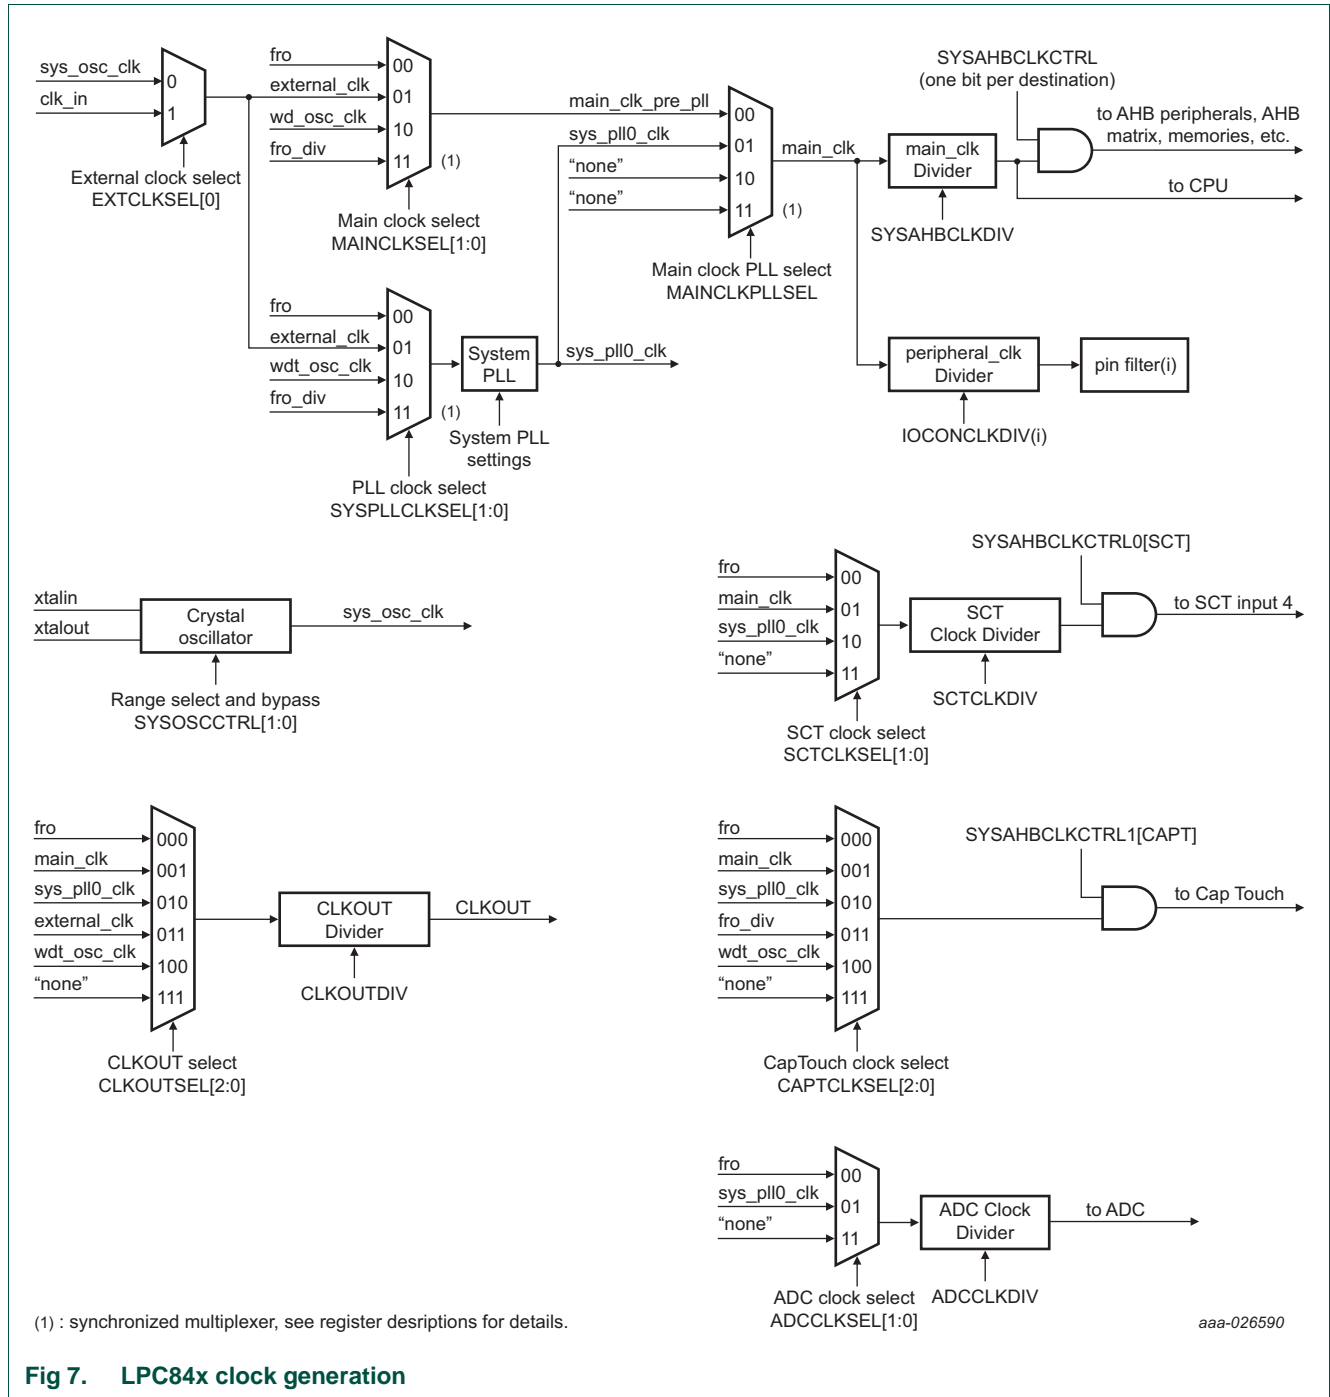 sys_osc_clk
clk_in
0
1
External clock select
EXTCLKSEL[0]
fro
external_clk
wd_osc_clk
fro_div
00
01
10
11
(1)
Main clock select
MAINCLKSEL[1:0]
main_clk_pre_pll
sys_pll0_clk
“none”
“none”
00
01
10
11
(1)
Main clock PLL select
MAINCLKPLLSEL
main_clk
main_clk
Divider
SYSAHBCLKDIV
SYSAHBCLKCTRL
(one bit per destination)
to AHB peripherals, AHB
matrix, memories, etc.
to CPU
fro
external_clk
wdt_osc_clk
fro_div
00
01
10
11
(1)
PLL clock select
SYSPLLCLKSEL[1:0]
System
PLL
System PLL
settings
sys_pll0_clk
peripheral_clk
Divider
IOCONCLKDIV(i)
pin filter(i)
xtalin
xtalout
Crystal
oscillator
sys_osc_clk
Range select and bypass
SYSOSCCTRL[1:0]
fro
main_clk
sys_pll0_clk
“none”
00
01
10
11
SCT clock select
SCTCLKSEL[1:0]
SCT
Clock Divider
SCTCLKDIV
SYSAHBCLKCTRL0[SCT]
to SCT input 4
fro
main_clk
sys_pll0_clk
external_clk
wdt_osc_clk
“none”
000
001
010
011
100
111
CLKOUT select
CLKOUTSEL[2:0]
CLKOUT
Divider
CLKOUTDIV
CLKOUT
fro
main_clk
sys_pll0_clk
fro_div
wdt_osc_clk
“none”
000
001
010
011
100
111
CapTouch clock select
CAPTCLKSEL[2:0]
SYSAHBCLKCTRL1[CAPT]
to Cap Touch
fro
sys_pll0_clk
“none”
00
01
11
ADC clock select
ADCCLKSEL[1:0]
ADC Clock
Divider
ADCCLKDIV
to ADC
(1) : synchronized multiplexer, see register desriptions for details.
aaa-026590
Fig 7. LPC84x clock generation